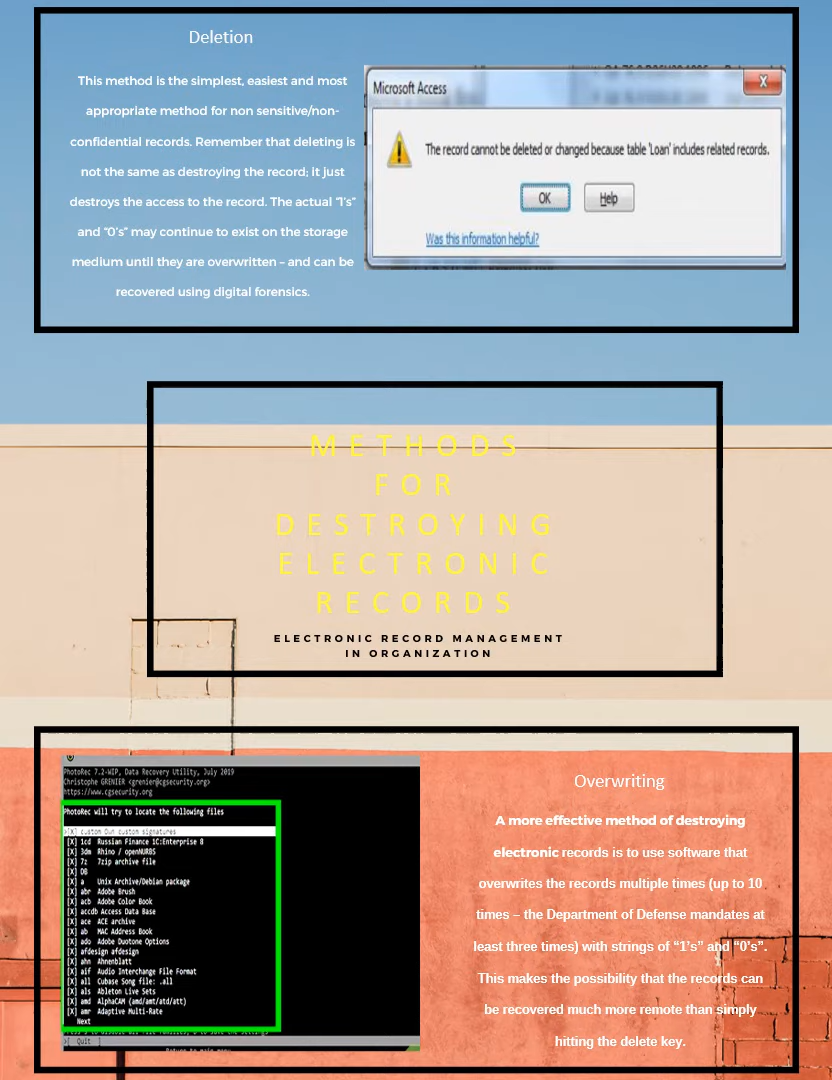 Deletion
This method is the simplest, easiest and most
appropriate method for non sensitive/non-
confidential records. Remember that deleting is
not the same as destroying the record; it just
destroys the access to the record. The actual "1's"
and "0's" may continue to exist on the storage
medium until they are overwritten – and can be
recovered using digital forensics.
Microsoft Access
The record cannot be deleted or changed because table 'Loan' includes related records.
OK
Help
Was this information helpful?
METHODS
FOR
DESTROYING
ELECTRONIC
RECORDS
ELECTRONIC RECORD MANAGEMENT
IN ORGANIZATION
PhotoRec 7.2-WIP, Data Recovery Utility, July 2019
Christophe GRENIER <grenier@cgsecurity.org>
https://www.cgsecurity.org
PhotoRec will try to locate the following files
>[X] custom Own custom signatures
[X] 1cd Russian Finance 1C:Enterprise 8
[X] 3dm Rhino / openNURBS
[X] 7z 7zip archive file
[X] DB
[X] a Unix Archive/Debian package
[X] abr Adobe Brush
[X] acb Adobe Color Book
[X] accdb Access Data Base
[X] ace ACE archive
[X] ab MAC Address Book
[X] ado Adobe Duotone Options
[X] afdesign afdesign
[X] ahn Ahnenblatt
[X] aif Audio Interchange File Format
[X] all Cubase Song file: .all
[X] als Ableton Live Sets
[X] amd AlphaCAM (amd/amt/atd/att)
[X] amr Adaptive Multi-Rate
Next
>[ Quit ]
Return to main menu
Overwriting
A more effective method of destroying
electronic records is to use software that
overwrites the records multiple times (up to 10
times – the Department of Defense mandates at
least three times) with strings of “1’s” and “0’s”.
This makes the possibility that the records can
be recovered much more remote than simply
hitting the delete key.